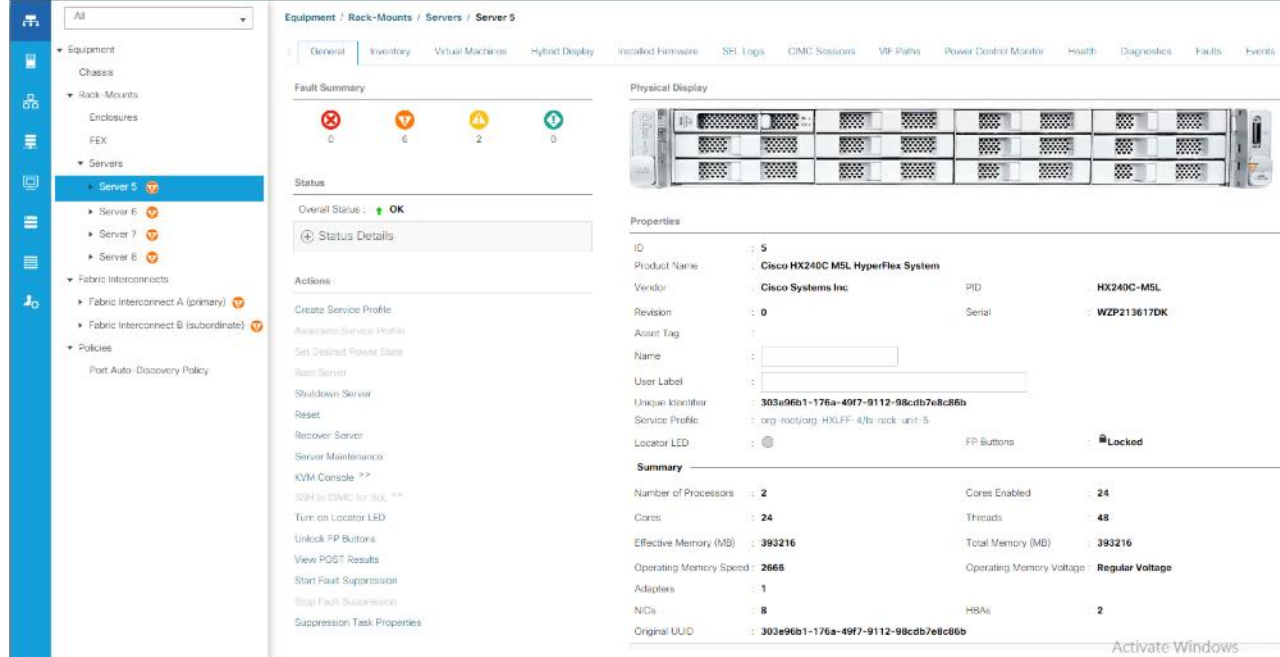 All
Equipment
Chassis
Rack-Mounts
Enclosures
FEX
Servers
Server 5
Server 6
Server 7
Server 8
Fabric Interconnects
Fabric Interconnect A (primary)
Fabric Interconnect B (subordinate)
Policies
Port Auto-Discovery Policy
Equipment / Rack-Mounts / Servers / Server 5
General Inventory Virtual Machines Hybrid Display Installed Firmware SEL Logs CIMC Sessions VIF Paths Power Control Monitor Health Diagnostics Faults Events
Fault Summary
0 6 2 0
Status
Overall Status : OK
Status Details
Actions
Create Service Profile
Associate Service Profile
Set Desired Power State
Boot Server
Shutdown Server
Reset
Recover Server
Server Maintenance
KVM Console >>
SSH to CIMC for SoL >>
Turn on Locator LED
Unlock FP Buttons
View POST Results
Start Fault Suppression
Stop Fault Suppression
Suppression Task Properties
Physical Display
Properties
ID : 5
Product Name : Cisco HX240C M5L HyperFlex System
Vendor : Cisco Systems Inc PID : HX240C-M5L
Revision : 0 Serial : WZP213617DK
Asset Tag :
Name :
User Label :
Unique Identifier : 303e96b1-176a-49f7-9112-98cdb7e8c86b
Service Profile : org-root/org-HXLFF-4/ls-rack-unit-5
Locator LED : FP Buttons : Locked
Summary
Number of Processors : 2 Cores Enabled : 24
Cores : 24 Threads : 48
Effective Memory (MB) : 393216 Total Memory (MB) : 393216
Operating Memory Speed : 2666 Operating Memory Voltage : Regular Voltage
Adapters : 1
NICs : 8 HBAs : 2
Original UUID : 303e96b1-176a-49f7-9112-98cdb7e8c86b
Activate Windows